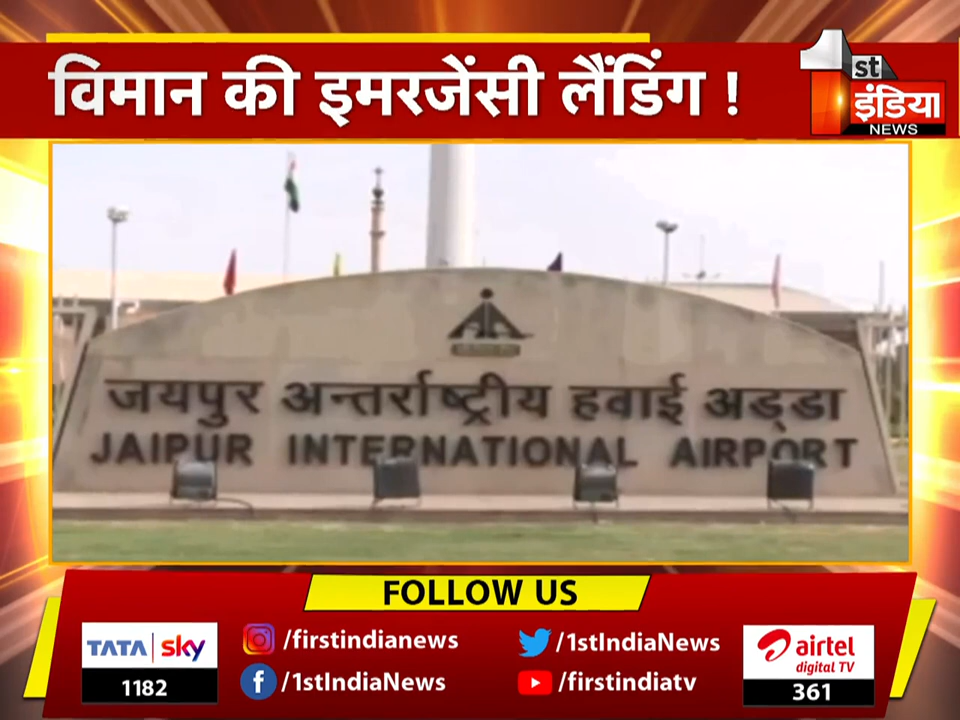 विमान की इमरजेंसी लैंडिंग !
1st
इंडिया
NEWS
जयपुर अन्तर्राष्ट्रीय हवाई अड्डा
JAIPUR INTERNATIONAL AIRPORT
FOLLOW US
TATA sky
1182
/firstindianews
/1stIndiaNews
/1stIndiaNews
/firstindiatv
airtel
digital TV
361